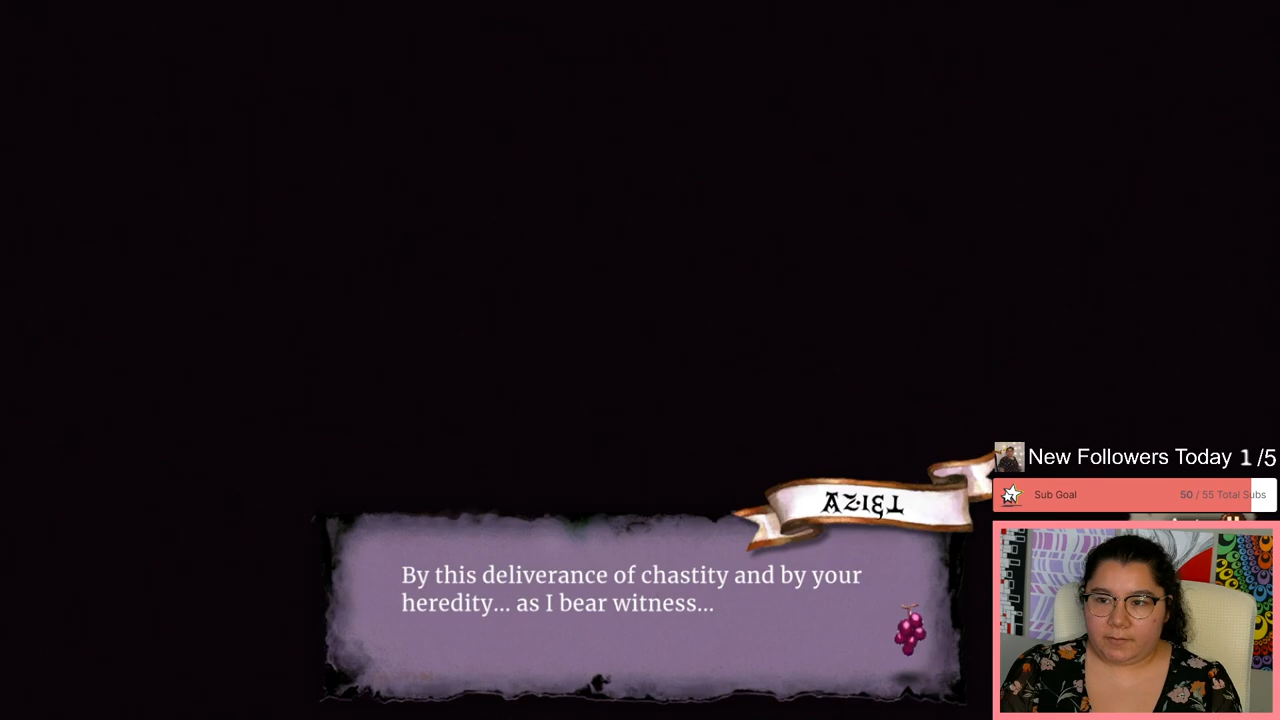 New Followers Today 1 /5
Sub Goal 50 / 55 Total Subs
AZIEL
By this deliverance of chastity and by your
heredity... as I bear witness...